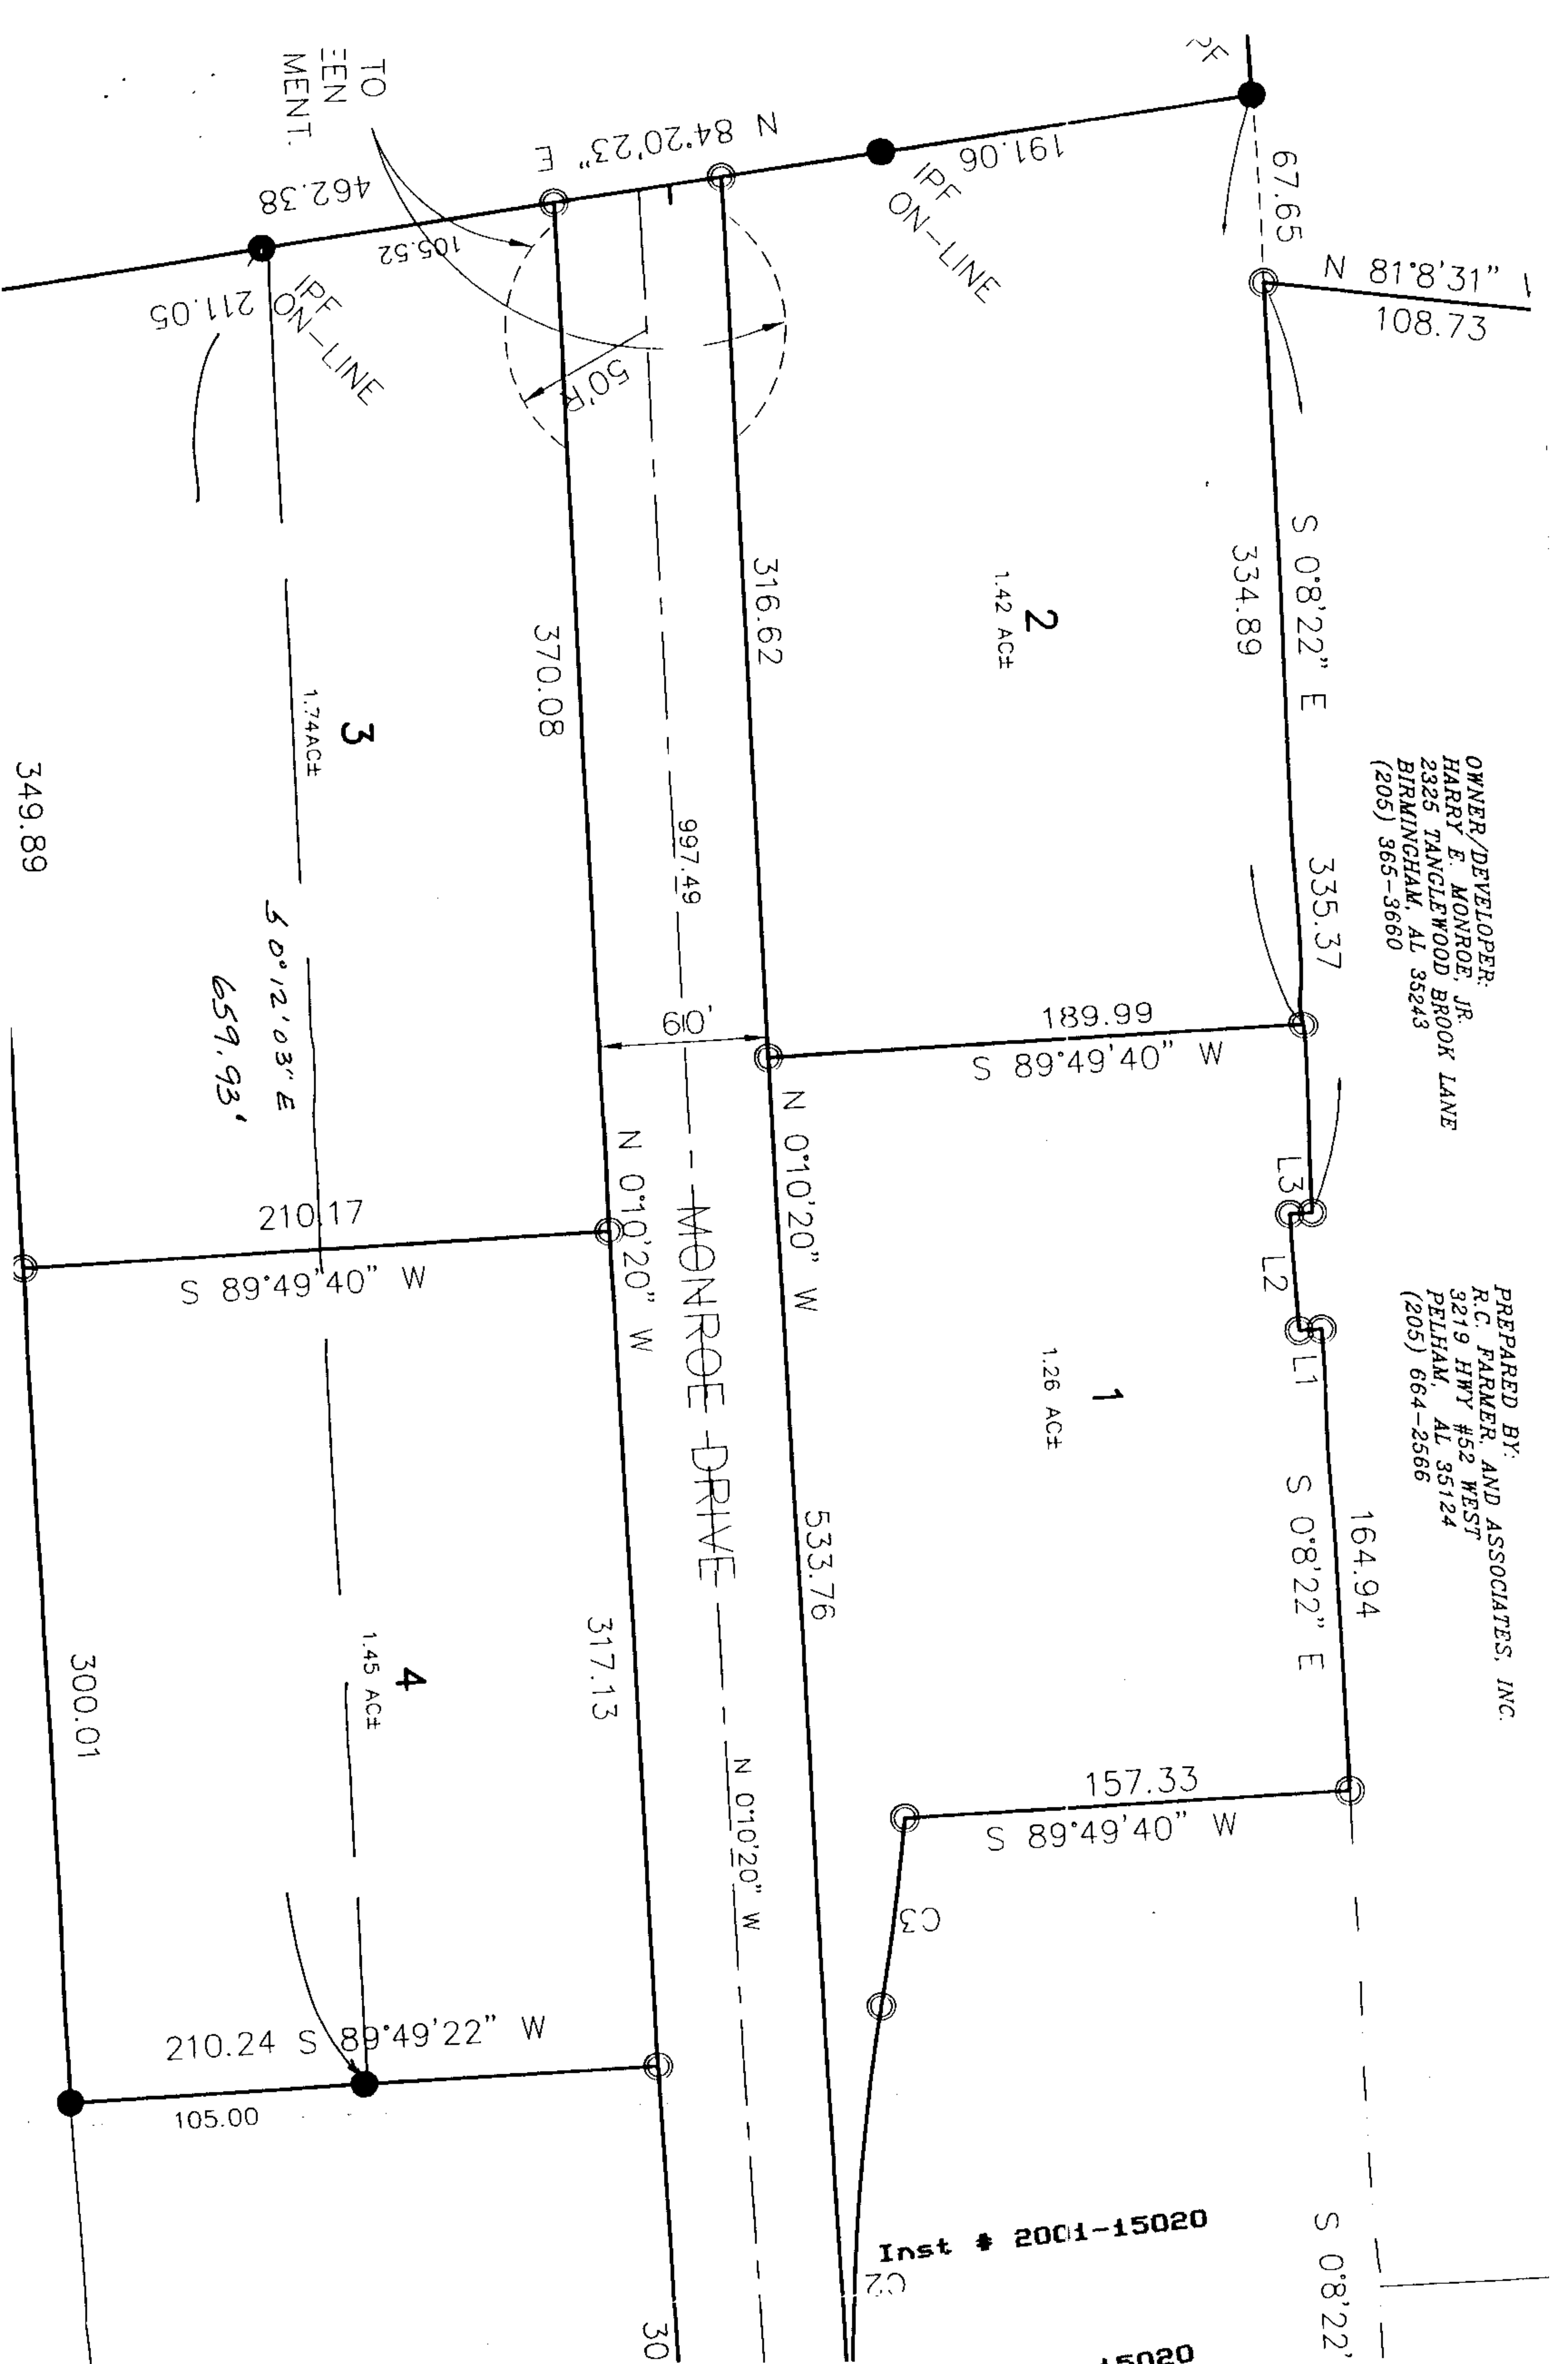 TO
EEN
MENT.
462.38
N 84°20'23" E
191.06
PF
67.65
N 81°8'31"
108.73
105.52
211.05
IPF
ON-LINE
IPF
ON-LINE
50'R
316.62
2
1.42 AC±
334.89
S 0°8'22" E
335.37
370.08
3
1.74AC±
349.89
997.49
S 0°12'03" E
659.93'
60'
189.99
S 89°49'40" W
OWNER/DEVELOPER:
HARRY E. MONROE, JR.
2325 TANGLEWOOD BROOK LANE
BIRMINGHAM, AL 35243
(205) 365-3660
210.17
S 89°49'40" W
N 0°10'20" W
MONROE DRIVE
N 0°10'20" W
L3
L2
L1
PREPARED BY:
R.C. FARMER, AND ASSOCIATES, INC.
3219 HWY #52 WEST
PELHAM, AL 35124
(205) 664-2566
1
1.26 AC±
S 0°8'22" E
164.94
533.76
317.13
4
1.45 AC±
300.01
N 0°10'20" W
157.33
S 89°49'40" W
C3
210.24 S 89°49'22" W
105.00
Inst # 2001-15020
C2
S 0°8'22'
30
15020